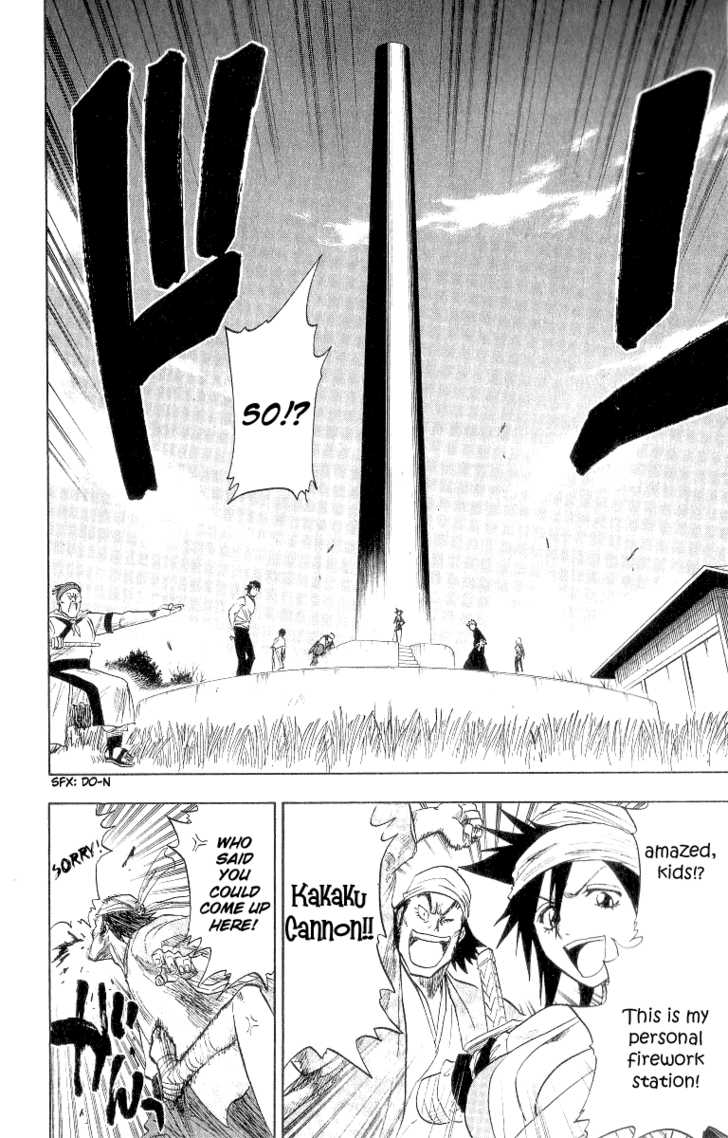 ドン
SO!?
SFX: DO-N
amazed,
kids!?
This is my
personal
firework
station!
Kakaku
Cannon!!
WHO
SAID
YOU
COULD
COME UP
HERE!
SORRY!